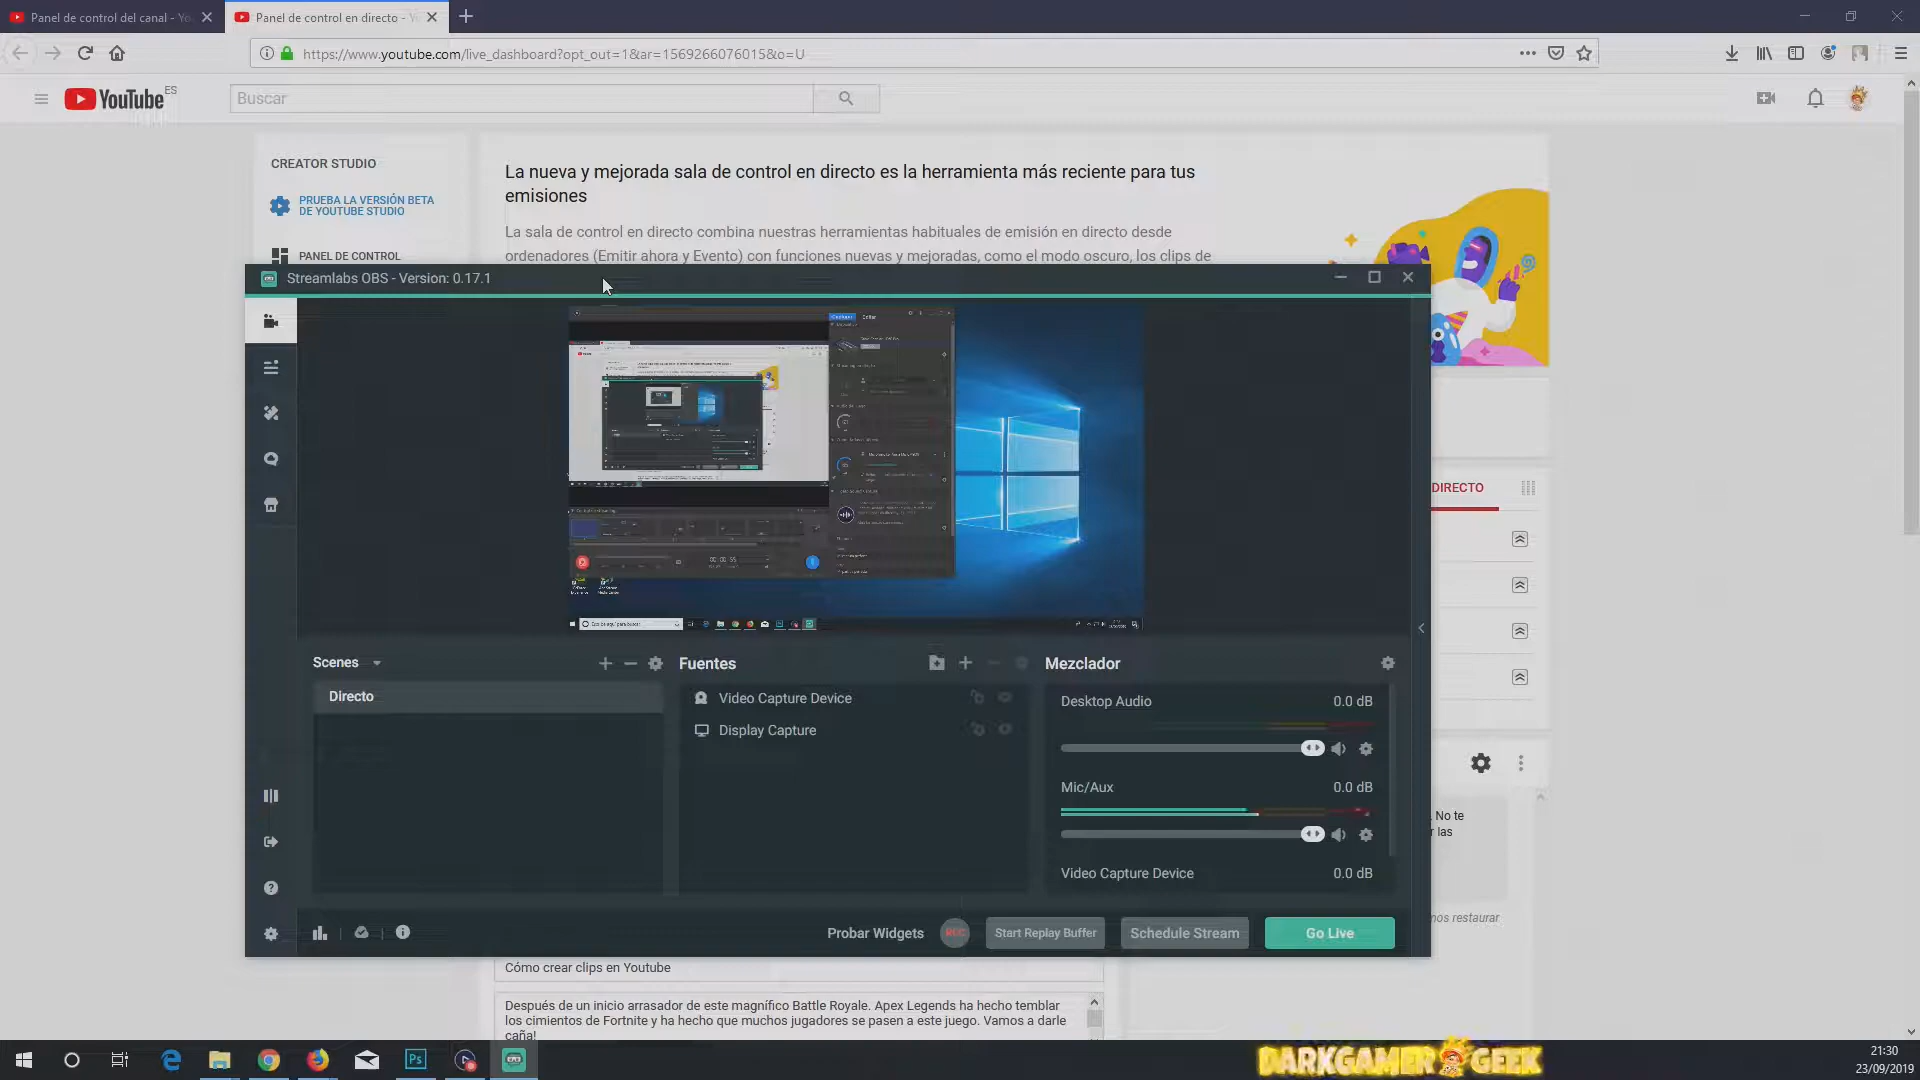 Panel de control del canal - Yo
Panel de control en directo - Y
https://www.youtube.com/live_dashboard?opt_out=1&ar=1569266076015&o=U
YouTube ES
Buscar
CREATOR STUDIO
PRUEBA LA VERSIÓN BETA
DE YOUTUBE STUDIO
PANEL DE CONTROL
La nueva y mejorada sala de control en directo es la herramienta más reciente para tus
emisiones
La sala de control en directo combina nuestras herramientas habituales de emisión en directo desde
ordenadores (Emitir ahora y Evento) con funciones nuevas y mejoradas, como el modo oscuro, los clips de
Streamlabs OBS - Version: 0.17.1
DIRECTO
Scenes
Directo
Fuentes
Video Capture Device
Display Capture
Mezclador
Desktop Audio 0.0 dB
Mic/Aux 0.0 dB
Video Capture Device 0.0 dB
. No te
r las
mos restaurar
Probar Widgets
REC
Start Replay Buffer
Schedule Stream
Go Live
Cómo crear clips en Youtube
Después de un inicio arrasador de este magnífico Battle Royale. Apex Legends ha hecho temblar
los cimientos de Fortnite y ha hecho que muchos jugadores se pasen a este juego. Vamos a darle
caña!
Ps
DARKGAMER GEEK
21:30
23/09/2019